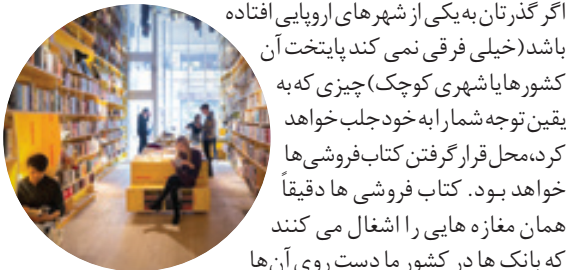 اگر گذرتان به یکی از شهرهای اروپایی افتاده
باشد(خیلی فرقی نمی کند پایتخت آن
کشورهایاشهری کوچک)چیزی که به
یقین توجه شما را به خود جلب خواهد
کرد،محل قرار گرفتن کتاب‌فروشی‌ها
خواهد بود. کتاب فروشی ها دقیقاً
همان مغازه هایی را اشغال می کنند
که بانک ها در کشور ما دست روی آن‌ها